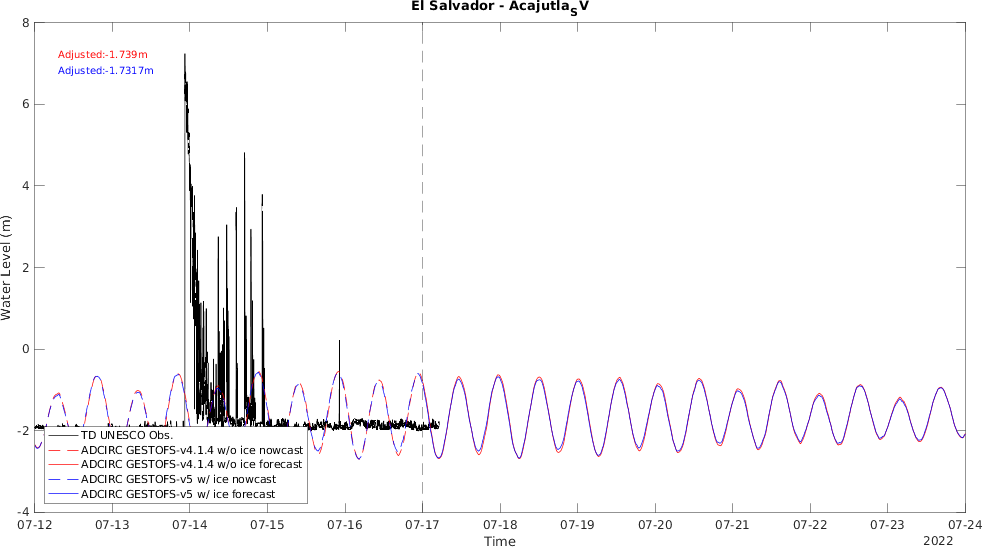 El Salvador - AcajutlaSV
Adjusted:-1.739m
Adjusted:-1.7317m
Water Level (m)
8
6
4
2
0
-2
-4
TD UNESCO Obs.
ADCIRC GESTOFS-v4.1.4 w/o ice nowcast
ADCIRC GESTOFS-v4.1.4 w/o ice forecast
ADCIRC GESTOFS-v5 w/ ice nowcast
ADCIRC GESTOFS-v5 w/ ice forecast
07-12 07-13 07-14 07-15 07-16 07-17 07-18 07-19 07-20 07-21 07-22 07-23 07-24
Time
2022